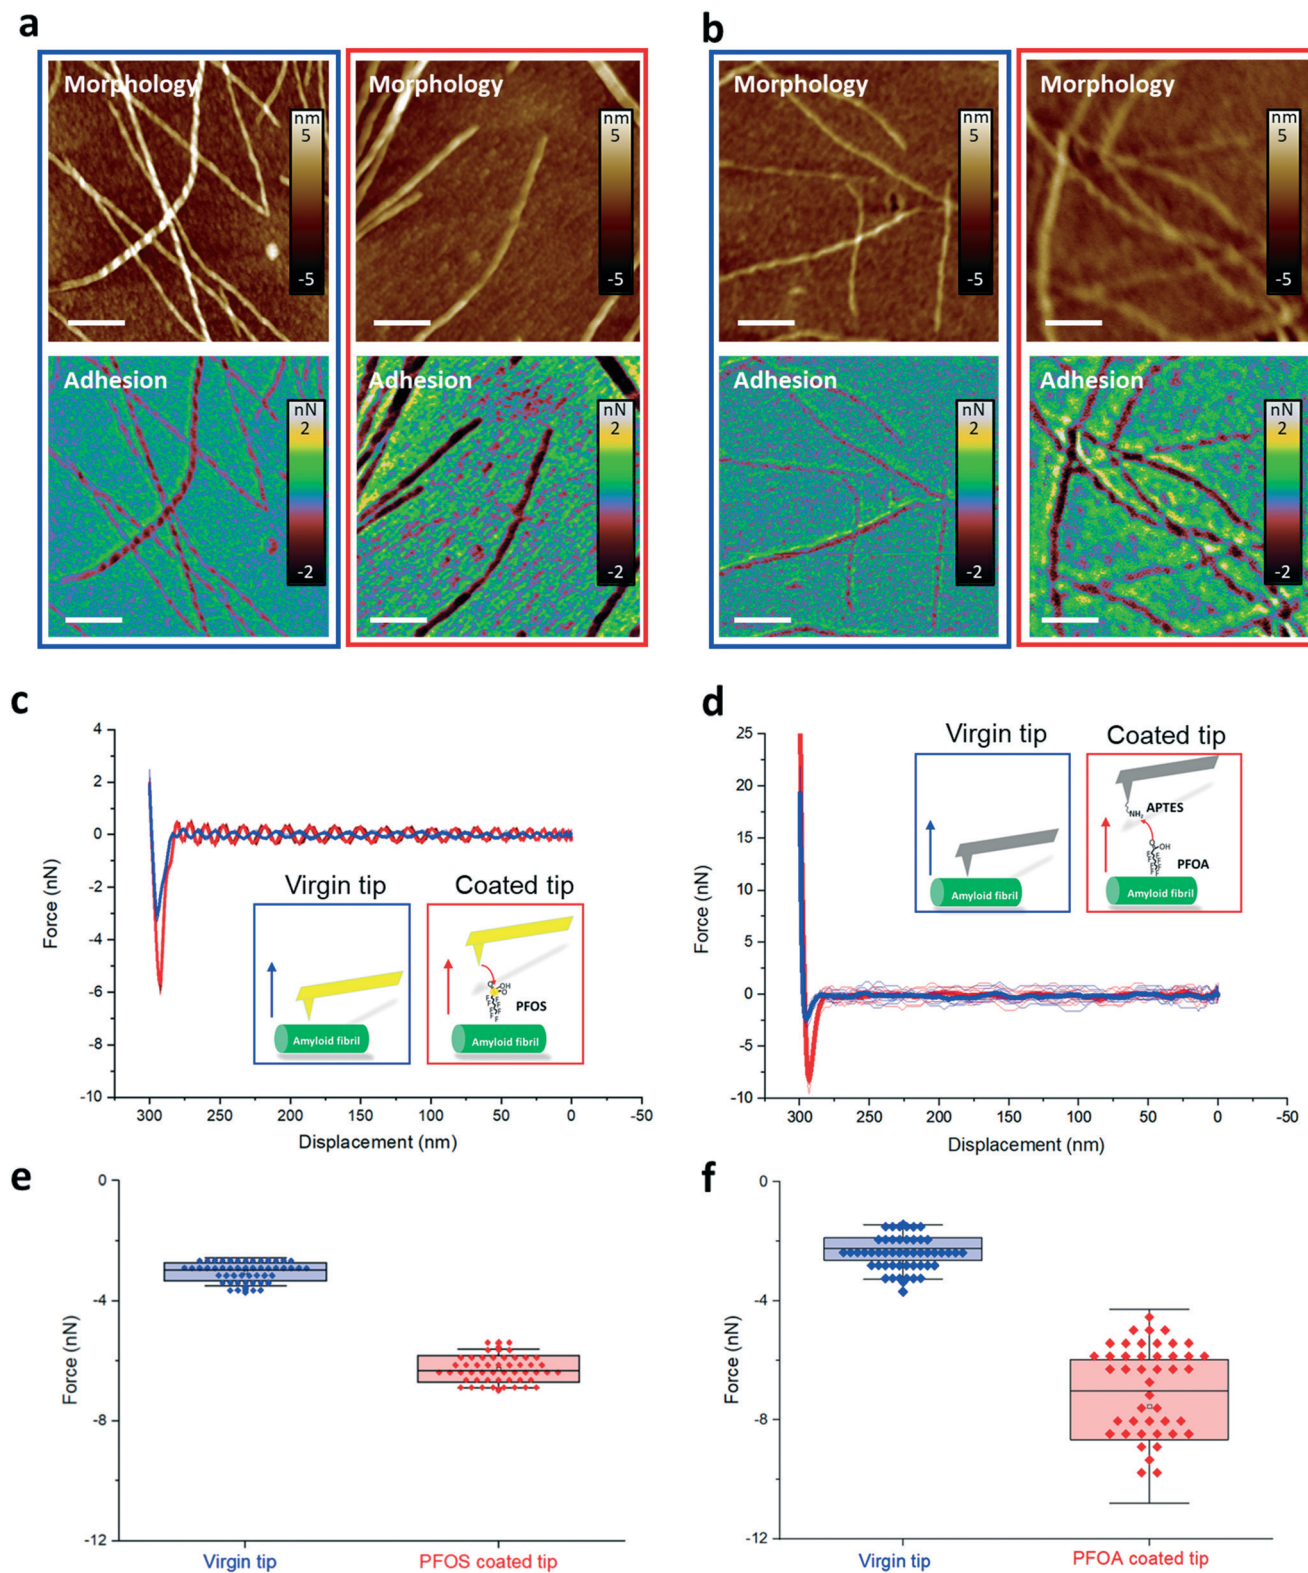 a
b
Morphology
nm
5
-5
Morphology
nm
5
-5
Morphology
nm
5
-5
Morphology
nm
5
-5
Adhesion
nN
2
-2
Adhesion
nN
2
-2
Adhesion
nN
2
-2
Adhesion
nN
2
-2
c
4
2
0
-2
-4
-6
-8
-10
Force (nN)
300 250 200 150 100 50 0 -50
Displacement (nm)
Virgin tip
Coated tip
Amyloid fibril
O OH
O
F F
F F
F F
F F
PFOS
Amyloid fibril
d
25
20
15
10
5
0
-5
-10
Force (nN)
300 250 200 150 100 50 0 -50
Displacement (nm)
Virgin tip
Coated tip
Amyloid fibril
APTES
NH2
O OH
PFOA
Amyloid fibril
e
0
-4
-8
-12
Force (nN)
Virgin tip
PFOS coated tip
f
0
-4
-8
-12
Force (nN)
Virgin tip
PFOA coated tip